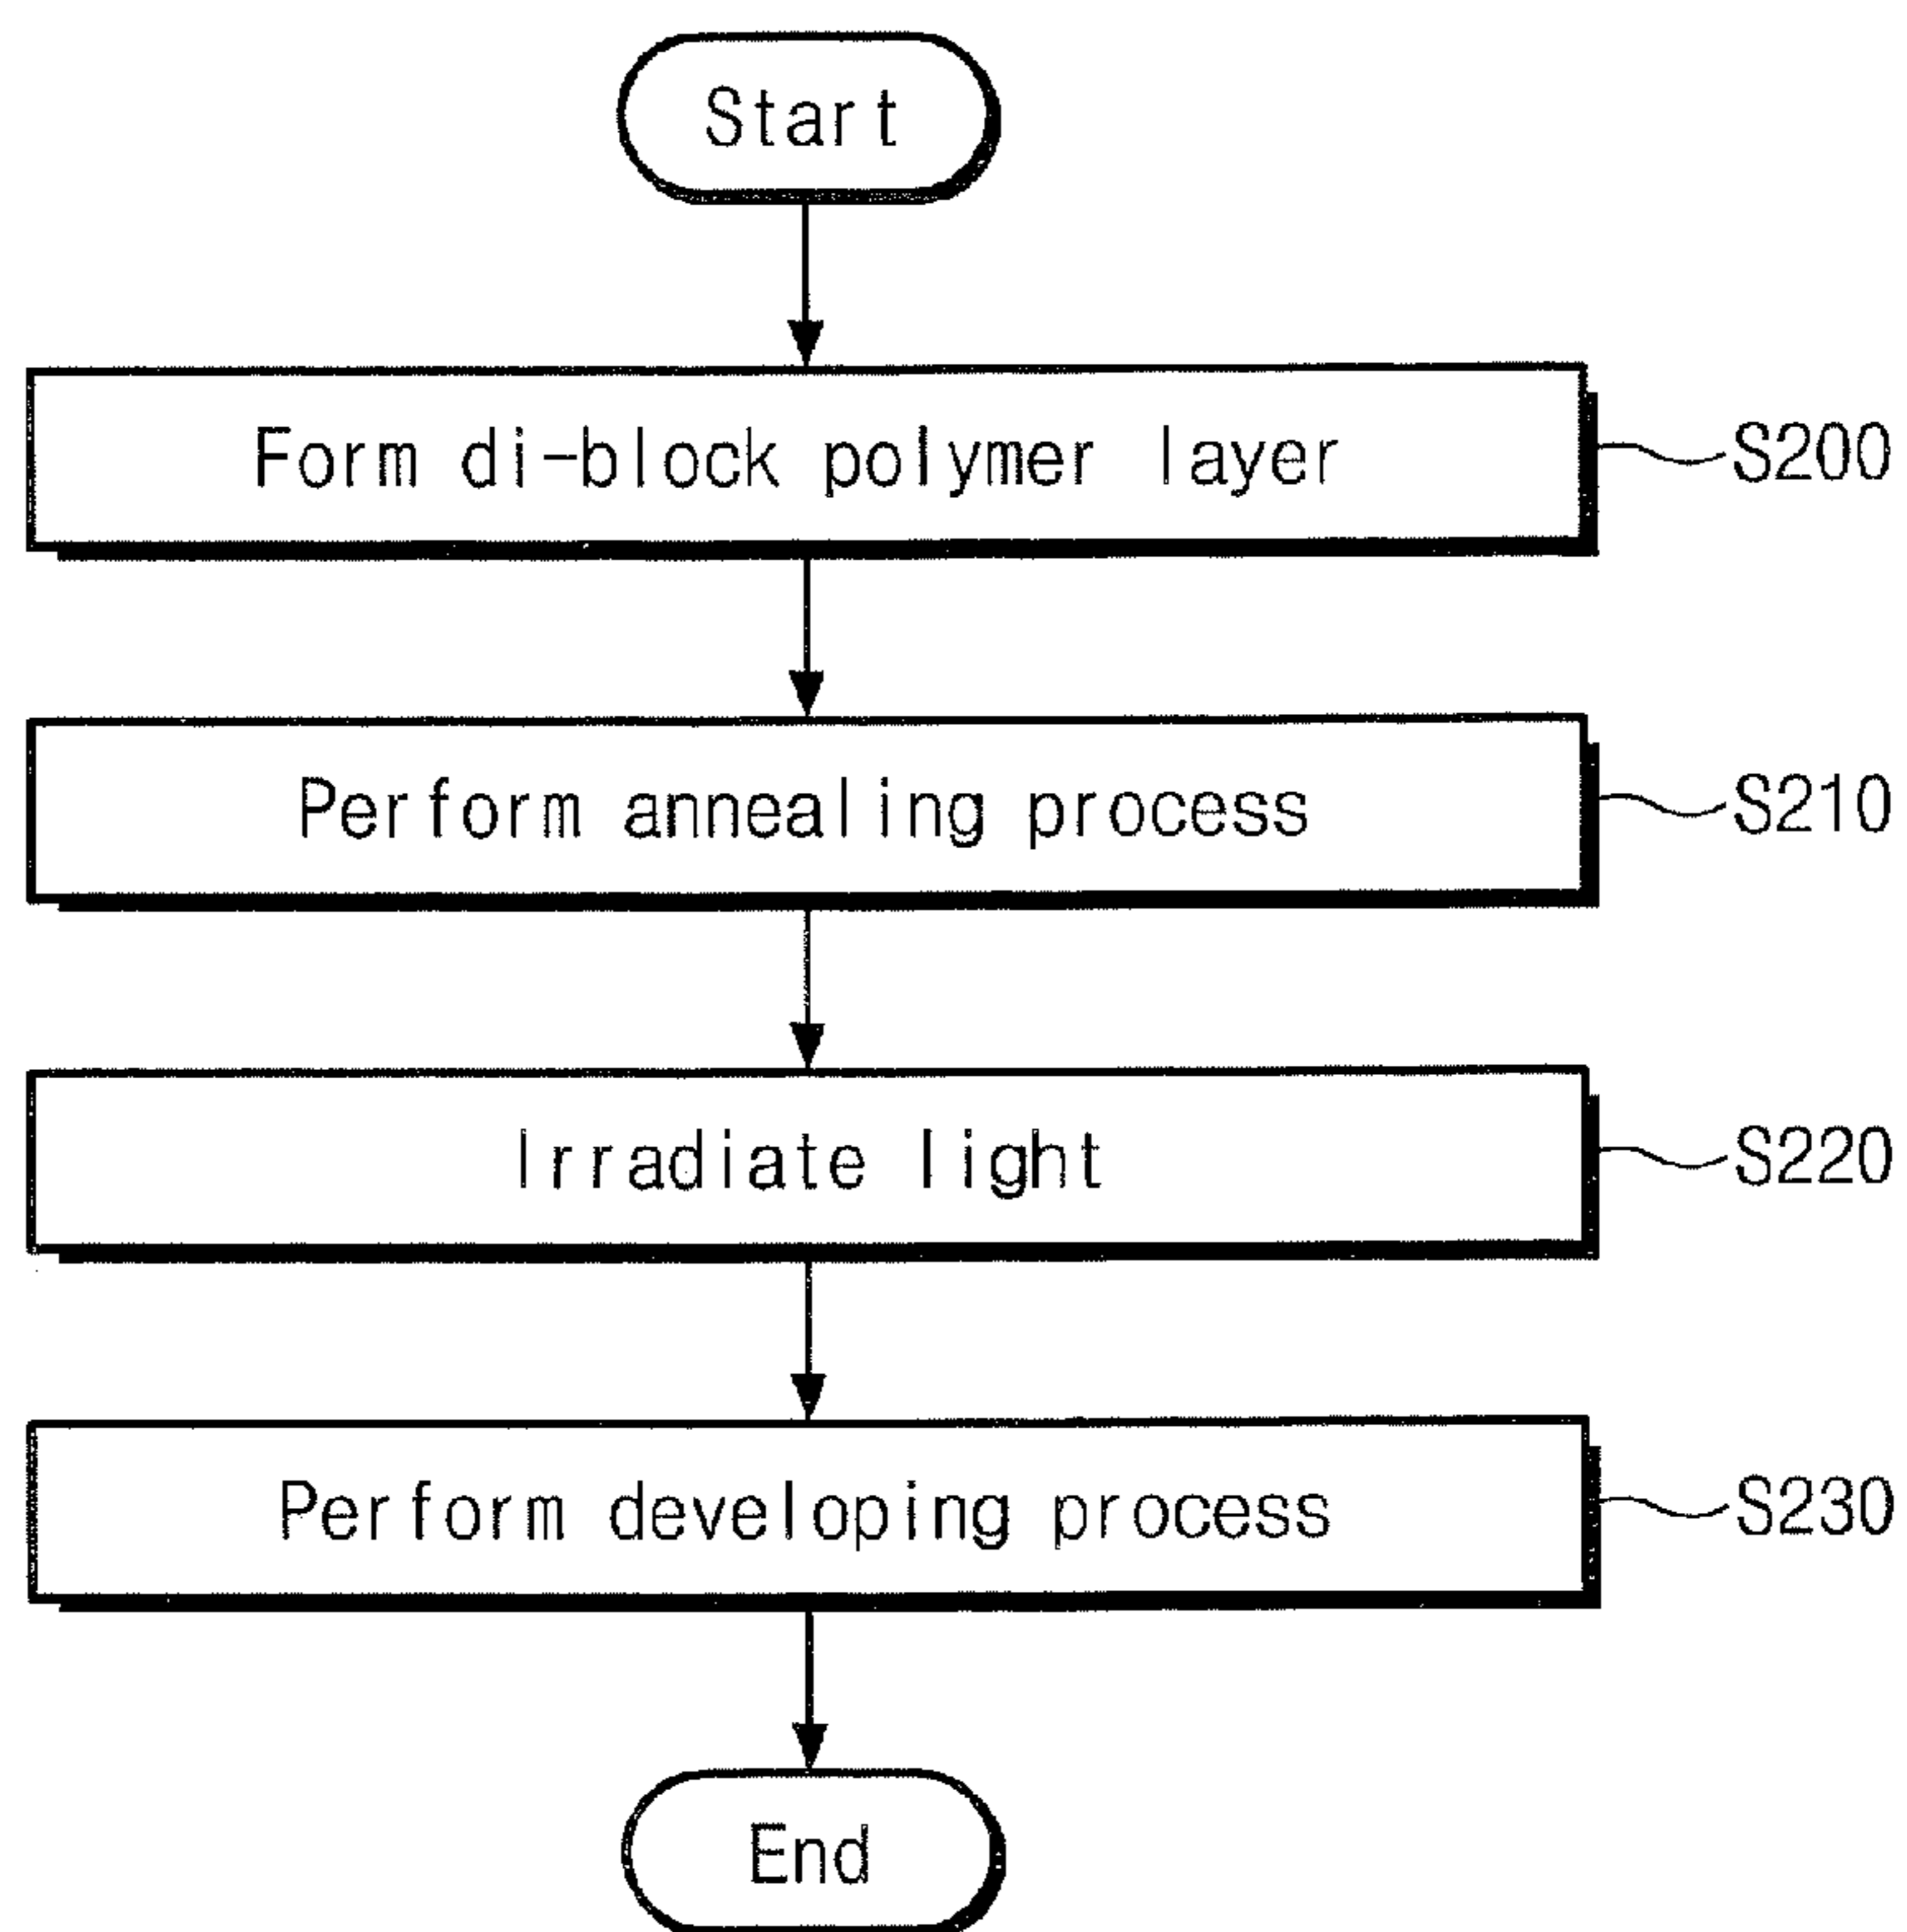 Start
Form di-block polymer layer
S200
Perform annealing process
S210
Irradiate light
S220
Perform developing process
S230
End